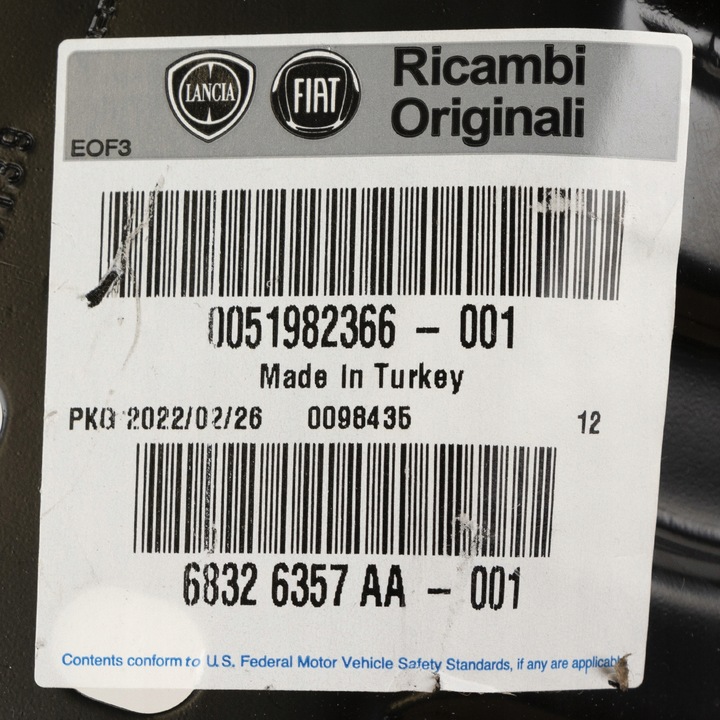 LANCIA FIAT Ricambi
Originali
EOF3
0051982366 - 001
Made In Turkey
PKG 2022/02/26 0098435 12
6832 6357 AA - 001
Contents conform to U.S. Federal Motor Vehicle Safety Standards, if any are applicable